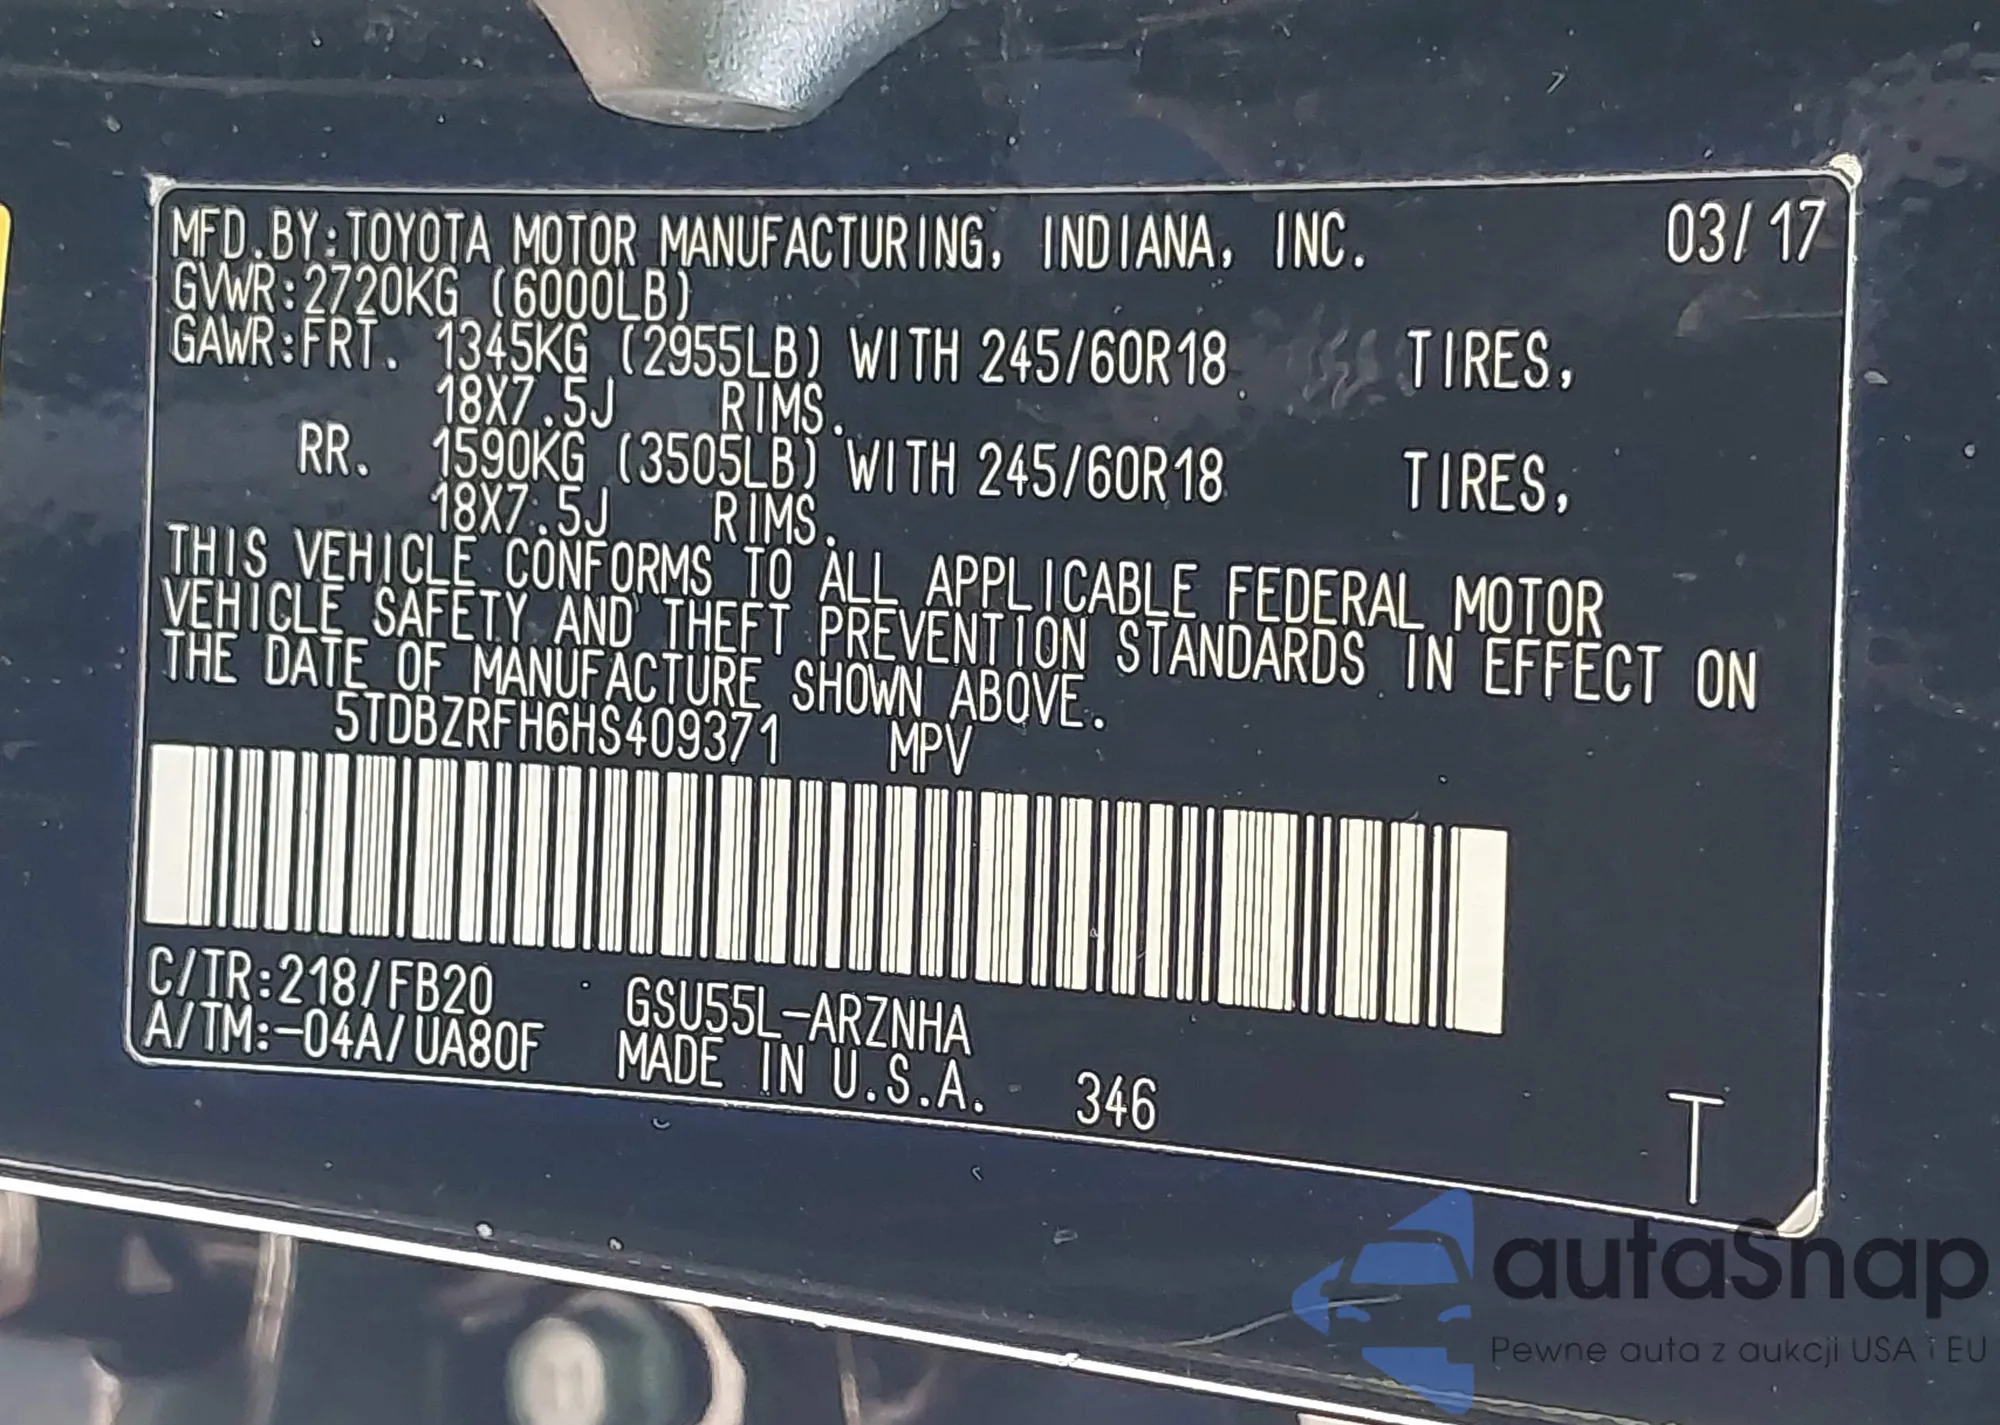 MFD.BY:TOYOTA MOTOR MANUFACTURING, INDIANA, INC. 03/17
GVWR:2720KG (6000LB)
GAWR:FRT. 1345KG (2955LB) WITH 245/60R18 TIRES,
18X7.5J RIMS.
RR. 1590KG (3505LB) WITH 245/60R18 TIRES,
18X7.5J RIMS.
THIS VEHICLE CONFORMS TO ALL APPLICABLE FEDERAL MOTOR
VEHICLE SAFETY AND THEFT PREVENTION STANDARDS IN EFFECT ON
THE DATE OF MANUFACTURE SHOWN ABOVE.
5TDBZRFH6HS409371 MPV
C/TR:218/FB20 GSU55L-ARZNHA
A/TM:-04A/UA80F MADE IN U.S.A. 346
T
autaSnap
Pewne auta z aukcji USA i EU